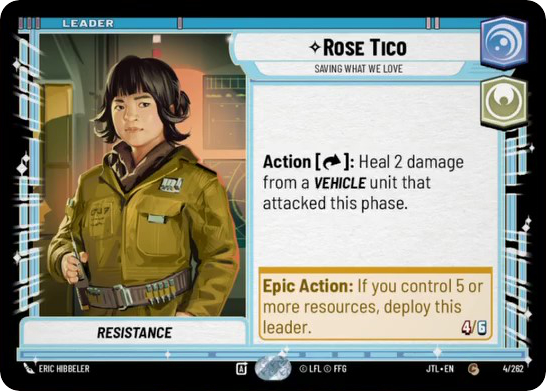 LEADER
✧ROSE TICO
SAVING WHAT WE LOVE
Action [↷]: Heal 2 damage
from a VEHICLE unit that
attacked this phase.
Epic Action: If you control 5 or
more resources, deploy this
leader.
4/6
RESISTANCE
ERIC HIBBELER
A1
© LFL © FFG
JTL•EN
C
4/262